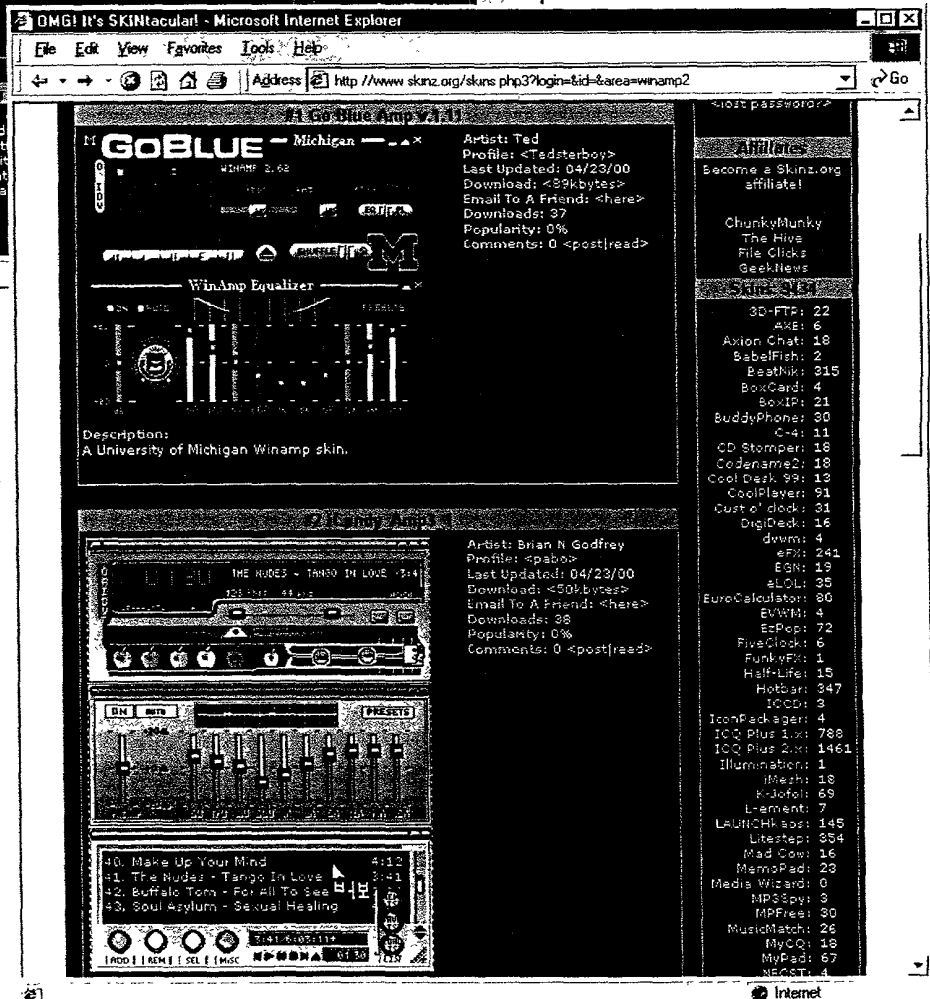 OMG! It's SKINtacular! - Microsoft Internet Explorer
File Edit View Favorites Tools Help
Address http://www.skinz.org/skins.php3?login=&id=&area=winamp2 Go
#1 Go Blue Amp v.1.11
M GOBLUE Michigan
WINAMP 2.62
SHUFFLE
M
WinAmp Equalizer
ON AUTO PRESETS
Artist: Ted
Profile: <Tedsterboy>
Last Updated: 04/23/00
Download: <89kbytes>
Email To A Friend: <here>
Downloads: 37
Popularity: 0%
Comments: 0 <post|read>
Description:
A University of Michigan Winamp skin.
THE NUDES - TANGO IN LOVE
ON AUTO PRESETS
40. Make Up Your Mind 4:12
41. The Nudes - Tango In Love 3:41
42. Buffalo Tom - For All To See
43. Soul Asylum - Sexual Healing
ADD REM SEL MISC
Artist: Brian N Godfrey
Profile: <pabo>
Last Updated: 04/23/00
Download: <50kbytes>
Email To A Friend: <here>
Downloads: 38
Popularity: 0%
Comments: 0 <post|read>
<lost password?>
Affiliates
Become a Skinz.org
affiliate!
ChunkyMunky
The Hive
File Clicks
GeekNews
3D-FTP: 22
AXE: 6
Axion Chat: 18
BabelFish: 2
BeatNik: 315
BoxCard: 4
BoxIP: 21
BuddyPhone: 30
C-4: 11
CD Stomper: 18
Codename2: 18
Cool Desk 99: 13
CoolPlayer: 91
Cust o' clock: 31
DigiDeck: 16
dvwm: 4
eFX: 241
EGN: 19
eLOL: 35
EuroCalculator: 80
EVWM: 4
EzPop: 72
FiveClock: 6
FunkyFX: 1
Half-Life: 15
Hotbar: 347
ICCD: 3
IconPackager: 4
ICQ Plus 1.x: 788
ICQ Plus 2.x: 1461
Illumination: 1
iMesh: 18
K-Jofol: 69
L-ement: 7
LAUNCHkaos: 145
Litestep: 354
Mad Cow: 16
MemoPad: 23
Media Wizard: 0
MP3Spy: 3
MPFree: 30
MusicMatch: 26
MyCQ: 18
MyPad: 67
Internet